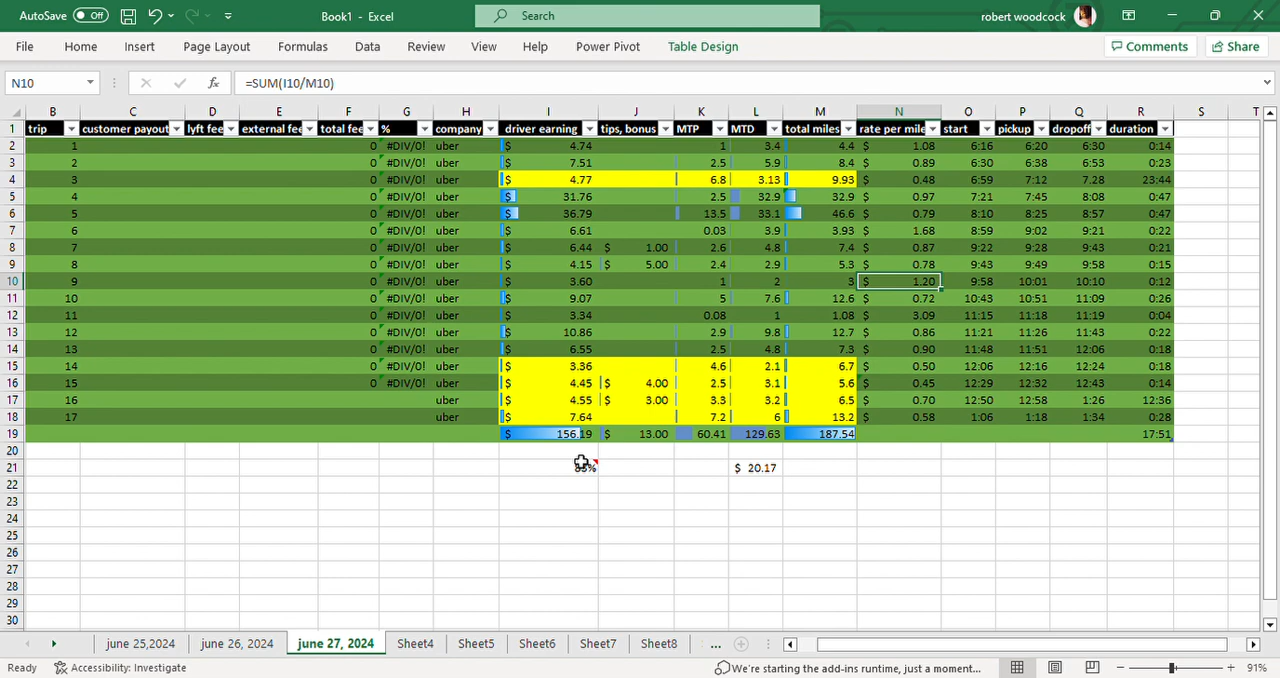 AutoSave Off Book1 - Excel Search robert woodcock
File Home Insert Page Layout Formulas Data Review View Help Power Pivot Table Design Comments Share
N10 fx =SUM(I10/M10)
B C D E F G H I J K L M N O P Q R S T
1 trip customer payout lyft fee external fee total fee % company driver earning tips, bonus MTP MTD total miles rate per mile start pickup dropoff duration
2 1 0 #DIV/0! uber $ 4.74 1 3.4 4.4 $ 1.08 6:16 6:20 6:30 0:14
3 2 0 #DIV/0! uber $ 7.51 2.5 5.9 8.4 $ 0.89 6:30 6:38 6:53 0:23
4 3 0 #DIV/0! uber $ 4.77 6.8 3.13 9.93 $ 0.48 6:59 7:12 7.28 23:44
5 4 0 #DIV/0! uber $ 31.76 2.5 32.9 32.9 $ 0.97 7:21 7:45 8:08 0:47
6 5 0 #DIV/0! uber $ 36.79 13.5 33.1 46.6 $ 0.79 8:10 8:25 8:57 0:47
7 6 0 #DIV/0! uber $ 6.61 0.03 3.9 3.93 $ 1.68 8:59 9:02 9:21 0:22
8 7 0 #DIV/0! uber $ 6.44 $ 1.00 2.6 4.8 7.4 $ 0.87 9:22 9:28 9:43 0:21
9 8 0 #DIV/0! uber $ 4.15 $ 5.00 2.4 2.9 5.3 $ 0.78 9:43 9:49 9:58 0:15
10 9 0 #DIV/0! uber $ 3.60 1 2 3 $ 1.20 9:58 10:01 10:10 0:12
11 10 0 #DIV/0! uber $ 9.07 5 7.6 12.6 $ 0.72 10:43 10:51 11:09 0:26
12 11 0 #DIV/0! uber $ 3.34 0.08 1 1.08 $ 3.09 11:15 11:18 11:19 0:04
13 12 0 #DIV/0! uber $ 10.86 2.9 9.8 12.7 $ 0.86 11:21 11:26 11:43 0:22
14 13 0 #DIV/0! uber $ 6.55 2.5 4.8 7.3 $ 0.90 11:48 11:51 12:06 0:18
15 14 0 #DIV/0! uber $ 3.36 4.6 2.1 6.7 $ 0.50 12:06 12:16 12:24 0:18
16 15 0 #DIV/0! uber $ 4.45 $ 4.00 2.5 3.1 5.6 $ 0.45 12:29 12:32 12:43 0:14
17 16 uber $ 4.55 $ 3.00 3.3 3.2 6.5 $ 0.70 12:50 12:58 1:26 12:36
18 17 uber $ 7.64 7.2 6 13.2 $ 0.58 1:06 1:18 1:34 0:28
19 $ 156.19 $ 13.00 60.41 129.63 187.54 17:51
20
21 $ 20.17
22
23
24
25
26
27
28
29
30
june 25,2024 june 26, 2024 june 27, 2024 Sheet4 Sheet5 Sheet6 Sheet7 Sheet8 ...
Ready Accessibility: Investigate We're starting the add-ins runtime, just a moment... 91%